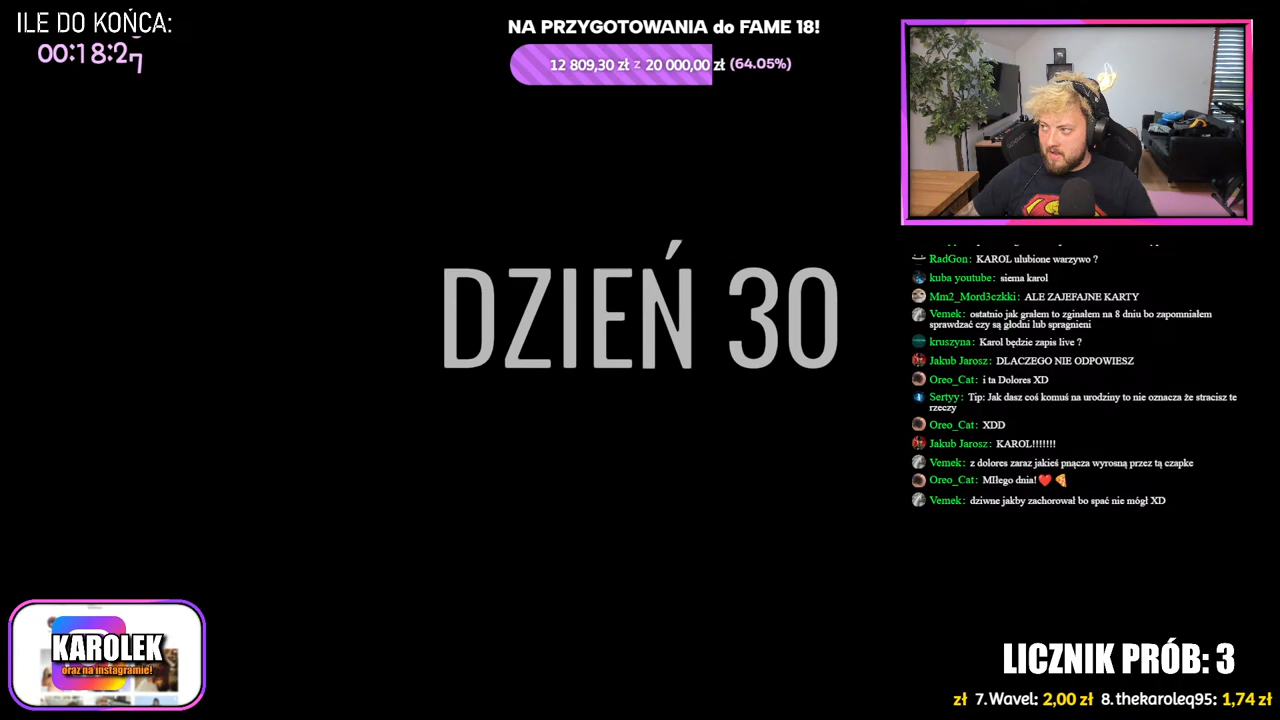 ILE DO KOŃCA:
00:18:27
NA PRZYGOTOWANIA do FAME 18!
12 809,30 zł z 20 000,00 zł (64.05%)
DZIEŃ 30
RadGon: KAROL ulubione warzywo ?
kuba youtube: siema karol
Mm2_Mord3czkki: ALE ZAJEFAJNE KARTY
Vemek: ostatnio jak grałem to zginąłem na 8 dniu bo zapomniałem
sprawdzać czy są głodni lub spragnieni
kruszyna: Karol będzie zapis live ?
Jakub Jarosz: DLACZEGO NIE ODPOWIESZ
Oreo_Cat: i ta Dolores XD
Sertyy: Tip: Jak dasz coś komuś na urodziny to nie oznacza że stracisz te
rzeczy
Oreo_Cat: XDD
Jakub Jarosz: KAROL!!!!!!!
Vemek: z dolores zaraz jakieś pnącza wyrosną przez tą czapke
Oreo_Cat: MIłego dnia!❤️🍕
Vemek: dziwne jakby zachorował bo spać nie mógł XD
KAROLEK
oraz na instagramie!
LICZNIK PRÓB: 3
zł 7. Wavel: 2,00 zł 8. thekaroleq95: 1,74 zł